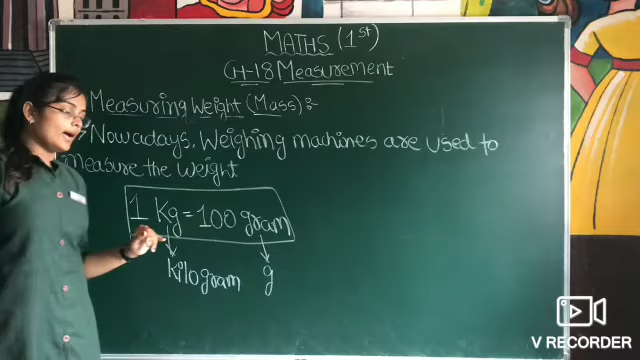 MATHS (1st)
CH-18 Measurement
Measuring Weight (Mass) :-
Nowadays, Weighing machines are used to
measure the Weight
1 Kg = 100 gram
Kilogram
g
V RECORDER